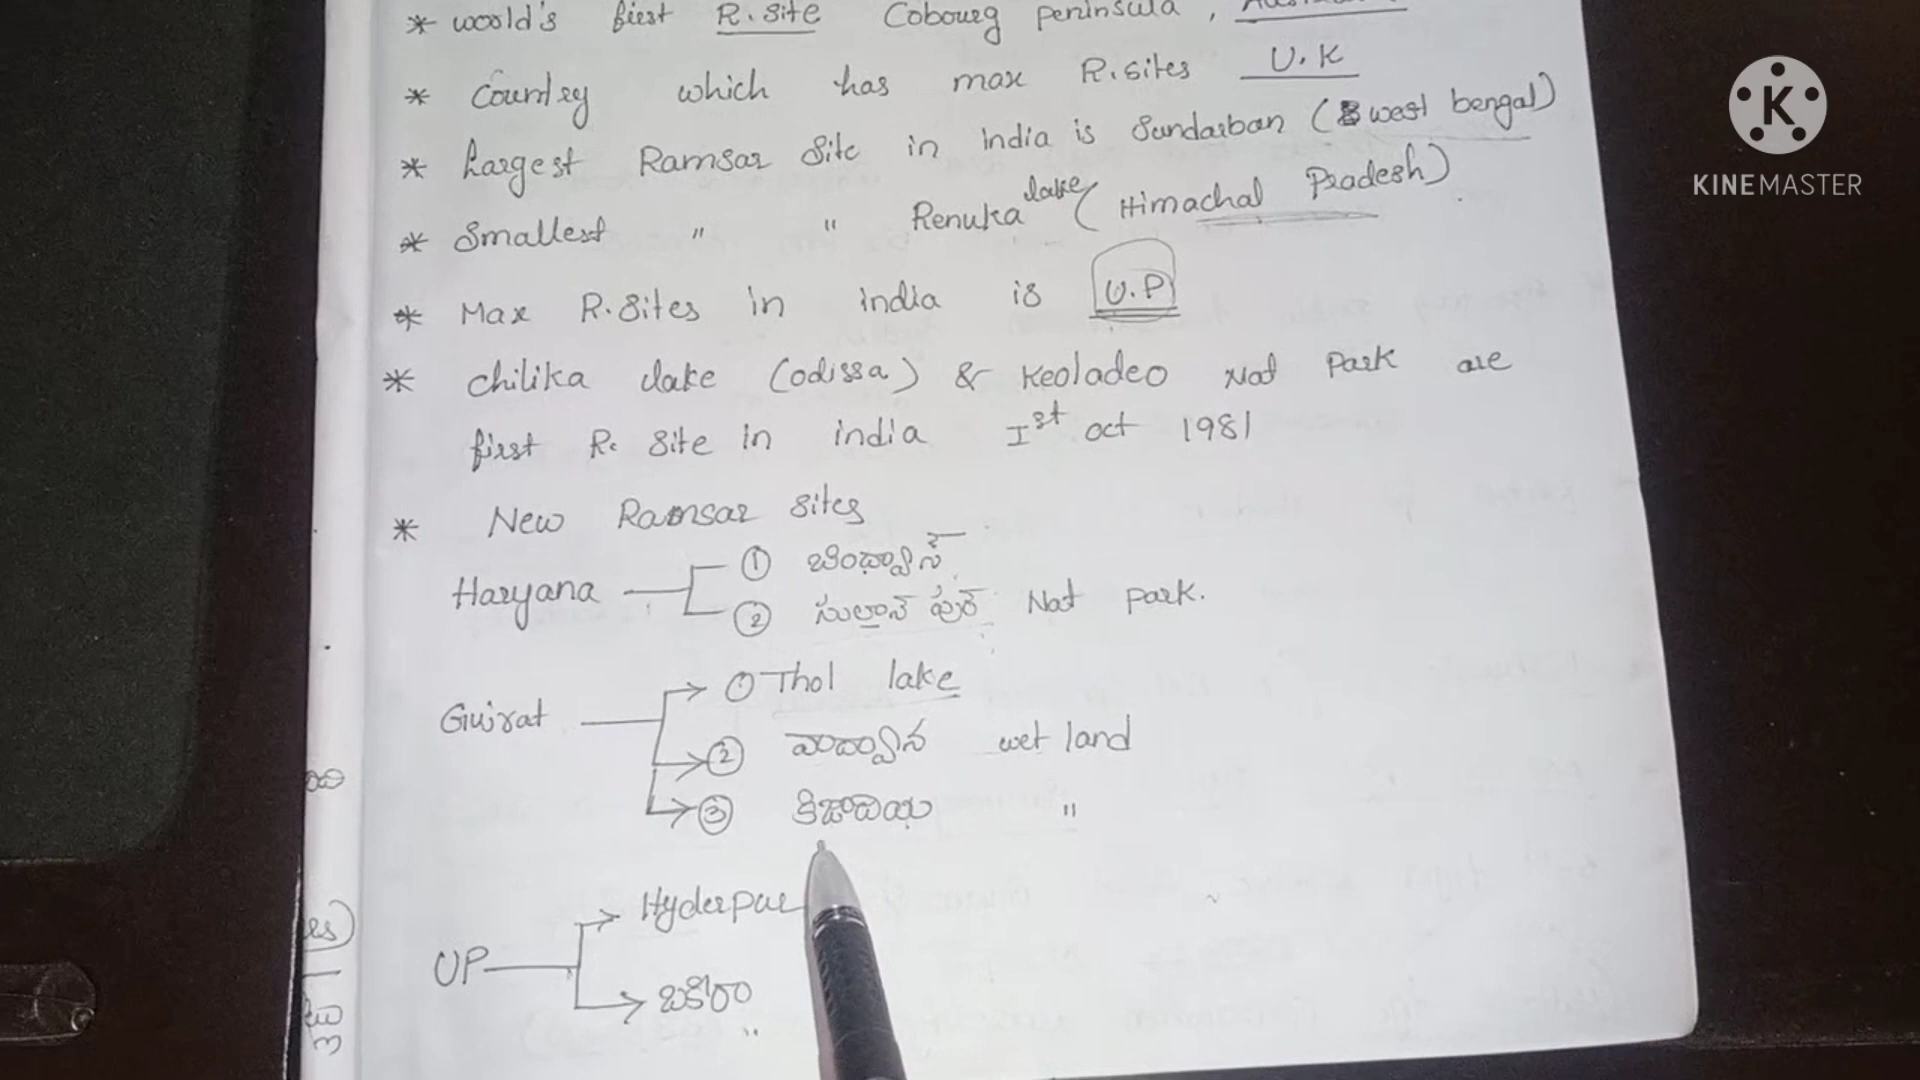 * world's first R.site Cobourg peninsula,
* Country which has max R.sites U.K
* Largest Ramsar Site in india is Sundarban (west bengal)
* Smallest " " Renuka lake (Himachal Pradesh)
* Max R.Sites in india is U.P
* chilika lake (odissa) & Keoladeo Nat Park are
first R. Site in india Ist oct 1981
* New Ramsar sites
Haryana ① బింద్వాస్
② సుల్తాన్ పుర్ Nat park.
Gujrat ① Thol lake
② వాద్వాన wet land
③ కిజాదియ "
UP Hyderpur
బకిరా
KINEMASTER